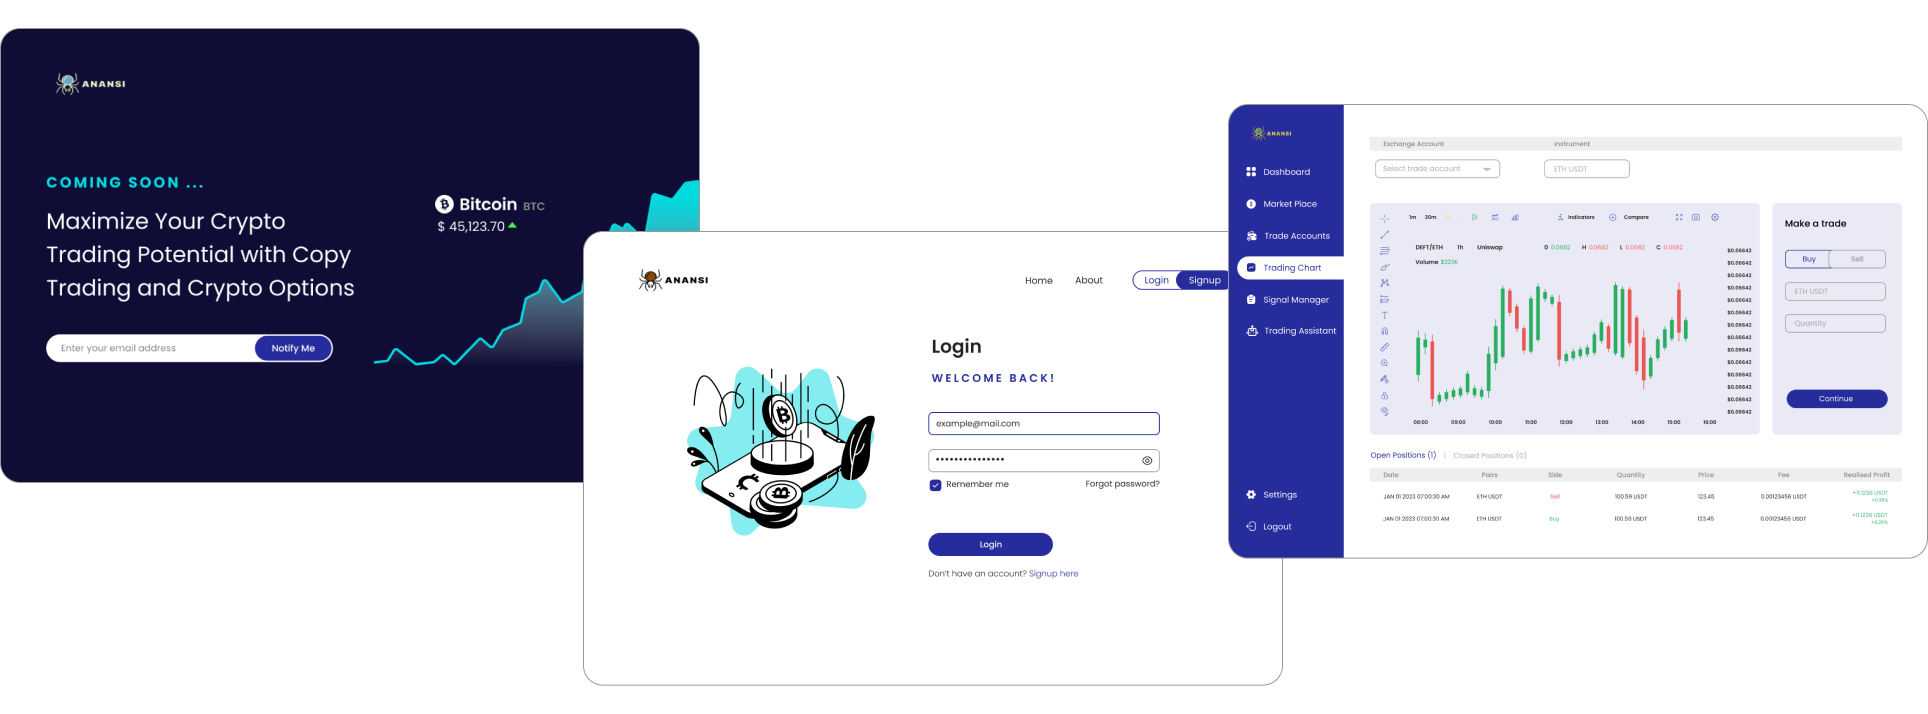 ANANSI
COMING SOON ...
Maximize Your Crypto
Trading Potential with Copy
Trading and Crypto Options
Enter your email address
Notify Me
Bitcoin BTC
$ 45,123.70
ANANSI
Home
About
Login
Signup
Login
WELCOME BACK!
example@mail.com
Remember me
Forgot password?
Login
Don't have an account? Signup here
ANANSI
Dashboard
Market Place
Trade Accounts
Trading Chart
Signal Manager
Trading Assistant
Settings
Logout
Exchange Account
Instrument
Select trade account
ETH USDT
1m 30m
Indicators
Compare
DEFT/ETH 1h Uniswap O 0.0682 H 0.0682 L 0.0682 C 0.0682
Volume $223K
$0.06642
$0.06642
$0.06642
$0.06642
$0.06642
$0.06642
$0.06642
$0.06642
$0.06642
$0.06642
$0.06642
$0.06642
$0.06642
$0.06642
08:00 09:00 10:00 11:00 12:00 13:00 14:00 15:00 16:00
Make a trade
Buy
Sell
ETH USDT
Quantity
Continue
Open Positions (1) | Closed Positions (0)
Date Pairs Side Quantity Price Fee Realised Profit
JAN 01 2023 07:00:30 AM ETH USDT Sell 100.59 USDT 123.45 0.00123456 USDT +11.1236 USDT
+0.26%
JAN 01 2023 07:00:30 AM ETH USDT Buy 100.59 USDT 123.45 0.00123456 USDT +0.1236 USDT
+0.26%